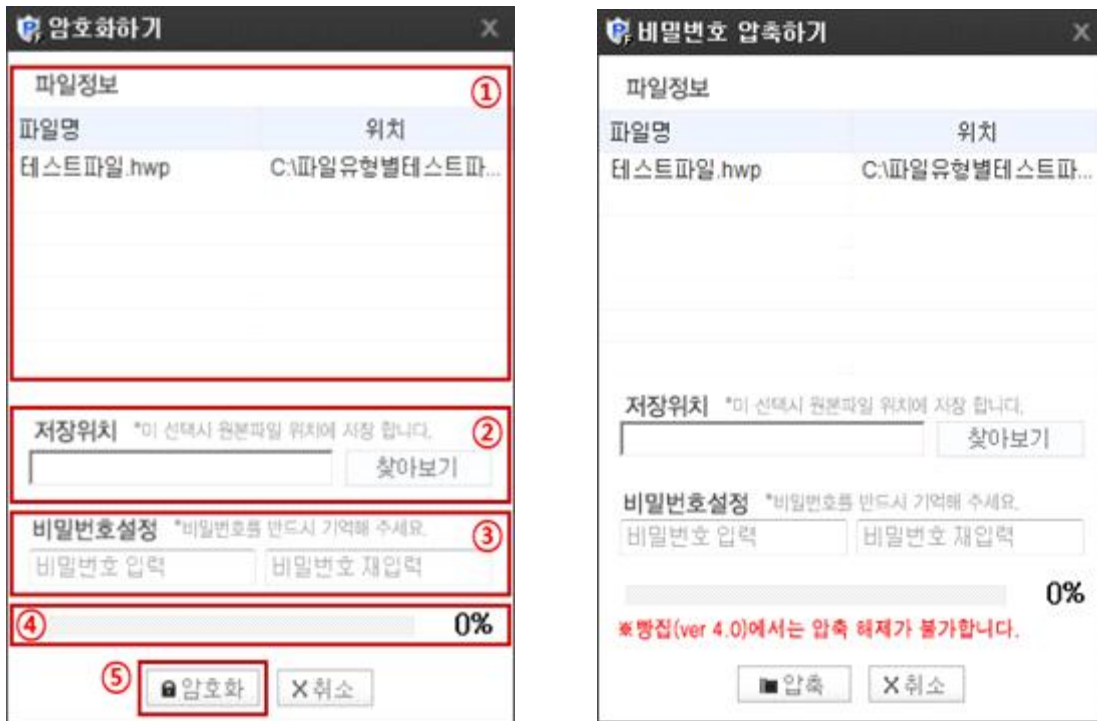 암호화하기 X
파일정보 ①
파일명 위치
테스트파일.hwp C:\파일유형별테스트파...
저장위치 *미 선택시 원본파일 위치에 저장 합니다. ②
찾아보기
비밀번호설정 *비밀번호를 반드시 기억해 주세요. ③
비밀번호 입력 비밀번호 재입력
④ 0%
⑤ 암호화 X 취소
비밀번호 압축하기 X
파일정보
파일명 위치
테스트파일.hwp C:\파일유형별테스트파...
저장위치 *미 선택시 원본파일 위치에 저장 합니다.
찾아보기
비밀번호설정 *비밀번호를 반드시 기억해 주세요.
비밀번호 입력 비밀번호 재입력
0%
※빵집(ver 4.0)에서는 압축 해제가 불가합니다.
압축 X 취소